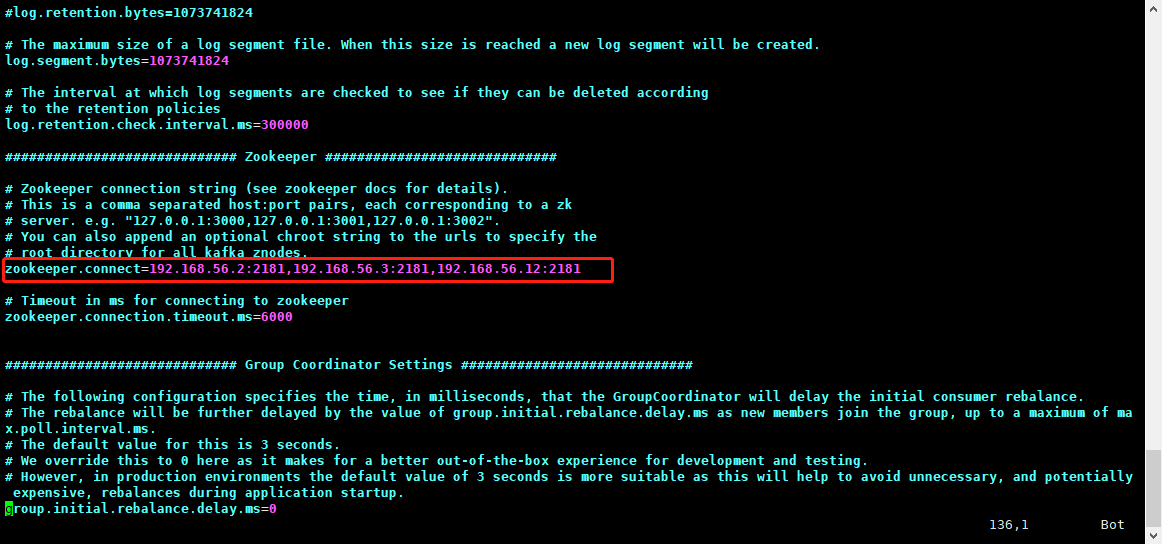 #log.retention.bytes=1073741824
# The maximum size of a log segment file. When this size is reached a new log segment will be created.
log.segment.bytes=1073741824
# The interval at which log segments are checked to see if they can be deleted according
# to the retention policies
log.retention.check.interval.ms=300000
############################# Zookeeper #############################
# Zookeeper connection string (see zookeeper docs for details).
# This is a comma separated host:port pairs, each corresponding to a zk
# server. e.g. "127.0.0.1:3000,127.0.0.1:3001,127.0.0.1:3002".
# You can also append an optional chroot string to the urls to specify the
# root directory for all kafka znodes.
zookeeper.connect=192.168.56.2:2181,192.168.56.3:2181,192.168.56.12:2181
# Timeout in ms for connecting to zookeeper
zookeeper.connection.timeout.ms=6000
############################# Group Coordinator Settings #############################
# The following configuration specifies the time, in milliseconds, that the GroupCoordinator will delay the initial consumer rebalance.
# The rebalance will be further delayed by the value of group.initial.rebalance.delay.ms as new members join the group, up to a maximum of ma
x.poll.interval.ms.
# The default value for this is 3 seconds.
# We override this to 0 here as it makes for a better out-of-the-box experience for development and testing.
# However, in production environments the default value of 3 seconds is more suitable as this will help to avoid unnecessary, and potentially
 expensive, rebalances during application startup.
group.initial.rebalance.delay.ms=0
136,1 Bot